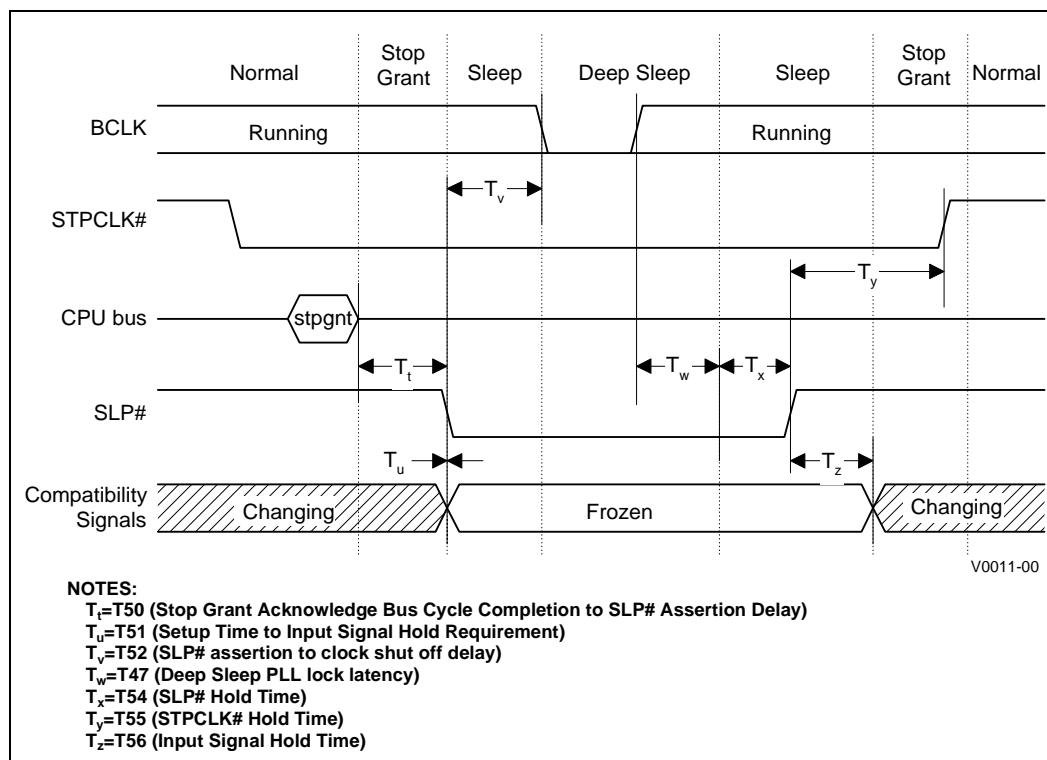 Normal
Stop
Grant
Sleep
Deep Sleep
Sleep
Stop
Grant
Normal
BCLK
Running
Running
Tv
STPCLK#
Ty
CPU bus
stpgnt
Tt
Tw
Tx
SLP#
Tu
Tz
Compatibility
Signals
Changing
Frozen
Changing
V0011-00
NOTES:
Tt=T50 (Stop Grant Acknowledge Bus Cycle Completion to SLP# Assertion Delay)
Tu=T51 (Setup Time to Input Signal Hold Requirement)
Tv=T52 (SLP# assertion to clock shut off delay)
Tw=T47 (Deep Sleep PLL lock latency)
Tx=T54 (SLP# Hold Time)
Ty=T55 (STPCLK# Hold Time)
Tz=T56 (Input Signal Hold Time)